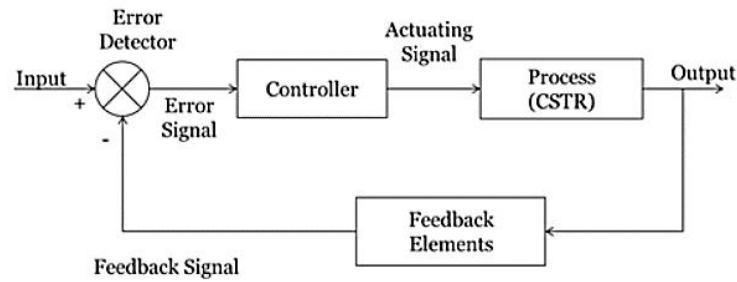 Error
Detector
Input
+
-
Error
Signal
Controller
Actuating
Signal
Process
(CSTR)
Output
Feedback
Elements
Feedback Signal